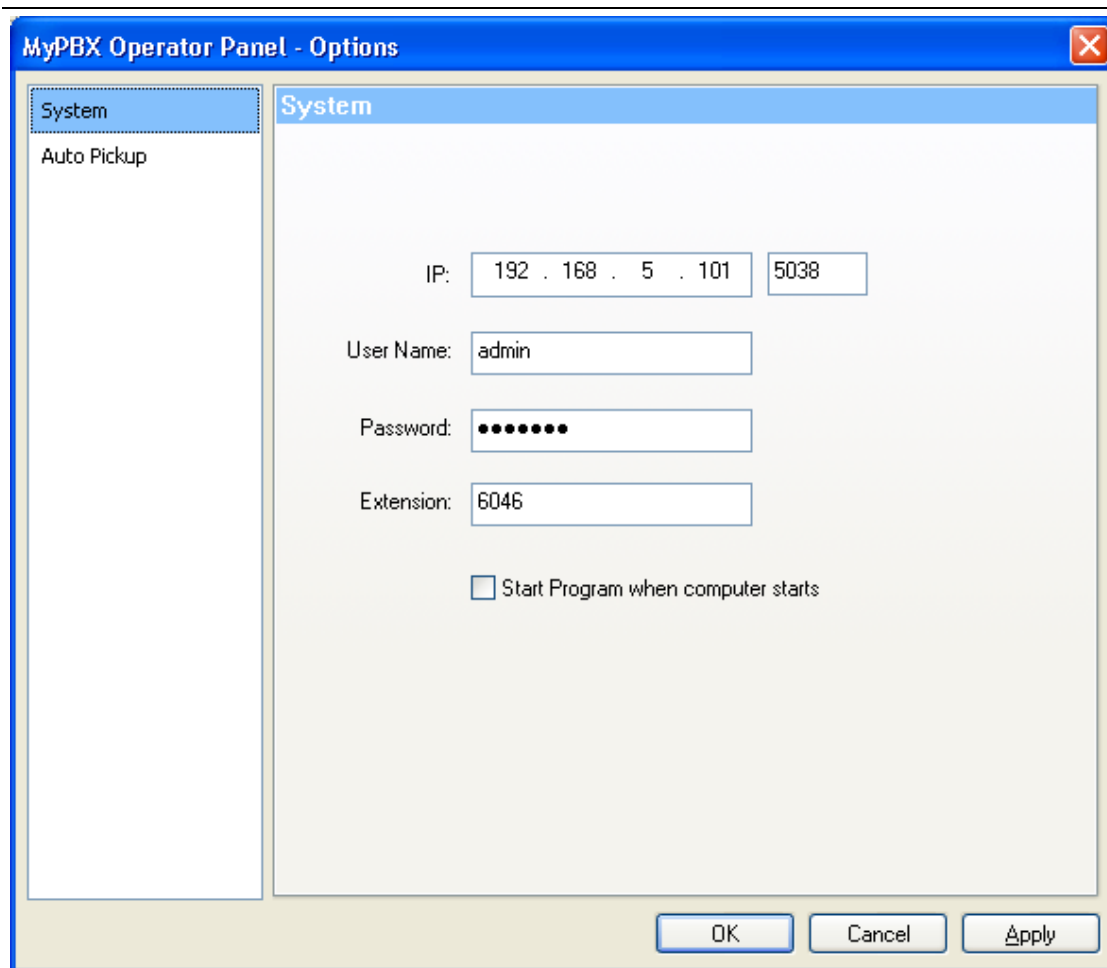 MyPBX Operator Panel - Options
System
Auto Pickup
System
IP: 192 . 168 . 5 . 101 5038
User Name: admin
Password: •••••••
Extension: 6046
Start Program when computer starts
OK Cancel Apply